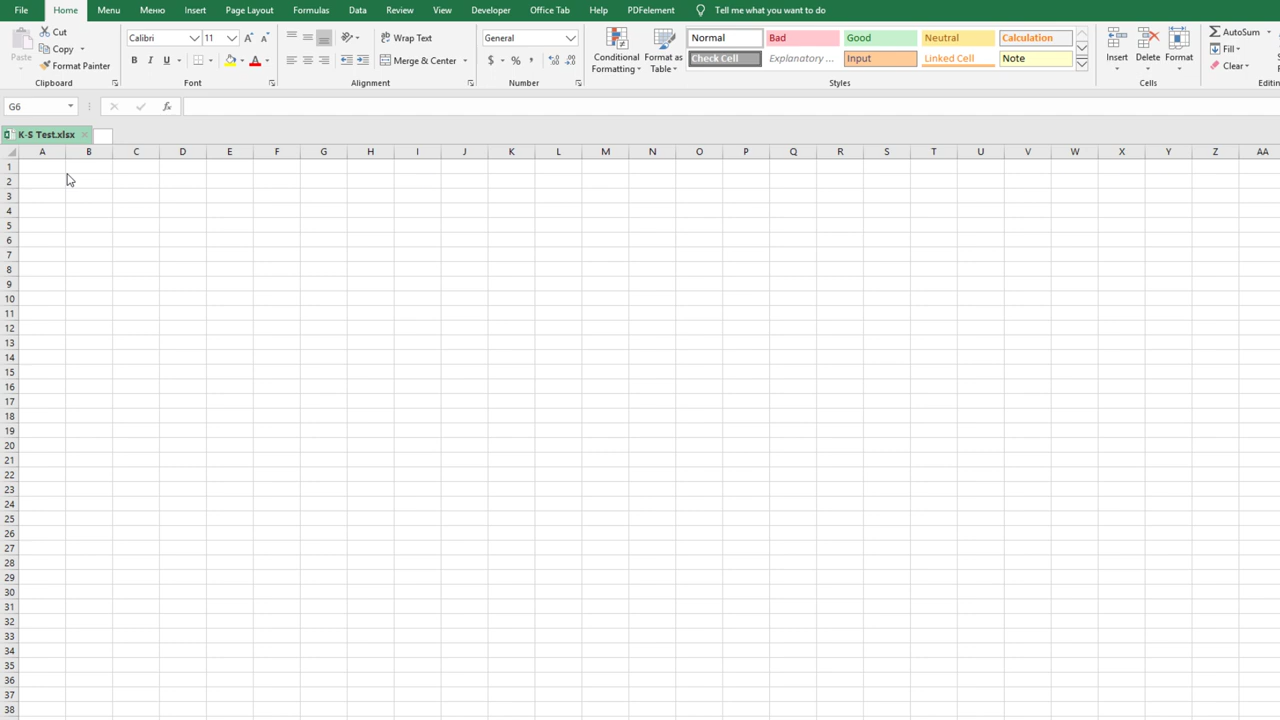 File Home Menu Меню Insert Page Layout Formulas Data Review View Developer Office Tab Help PDFelement Tell me what you want to do
Paste Cut Copy Format Painter Clipboard
Calibri 11 A A B I U A Font
Wrap Text Merge & Center Alignment
General $ % , Number
Conditional Formatting Format as Table
Normal Bad Good Neutral Calculation
Check Cell Explanatory ... Input Linked Cell Note
Styles
Insert Delete Format Cells
AutoSum Fill Clear Editin
G6 fx
K-S Test.xlsx
A B C D E F G H I J K L M N O P Q R S T U V W X Y Z AA
1
2
3
4
5
6
7
8
9
10
11
12
13
14
15
16
17
18
19
20
21
22
23
24
25
26
27
28
29
30
31
32
33
34
35
36
37
38